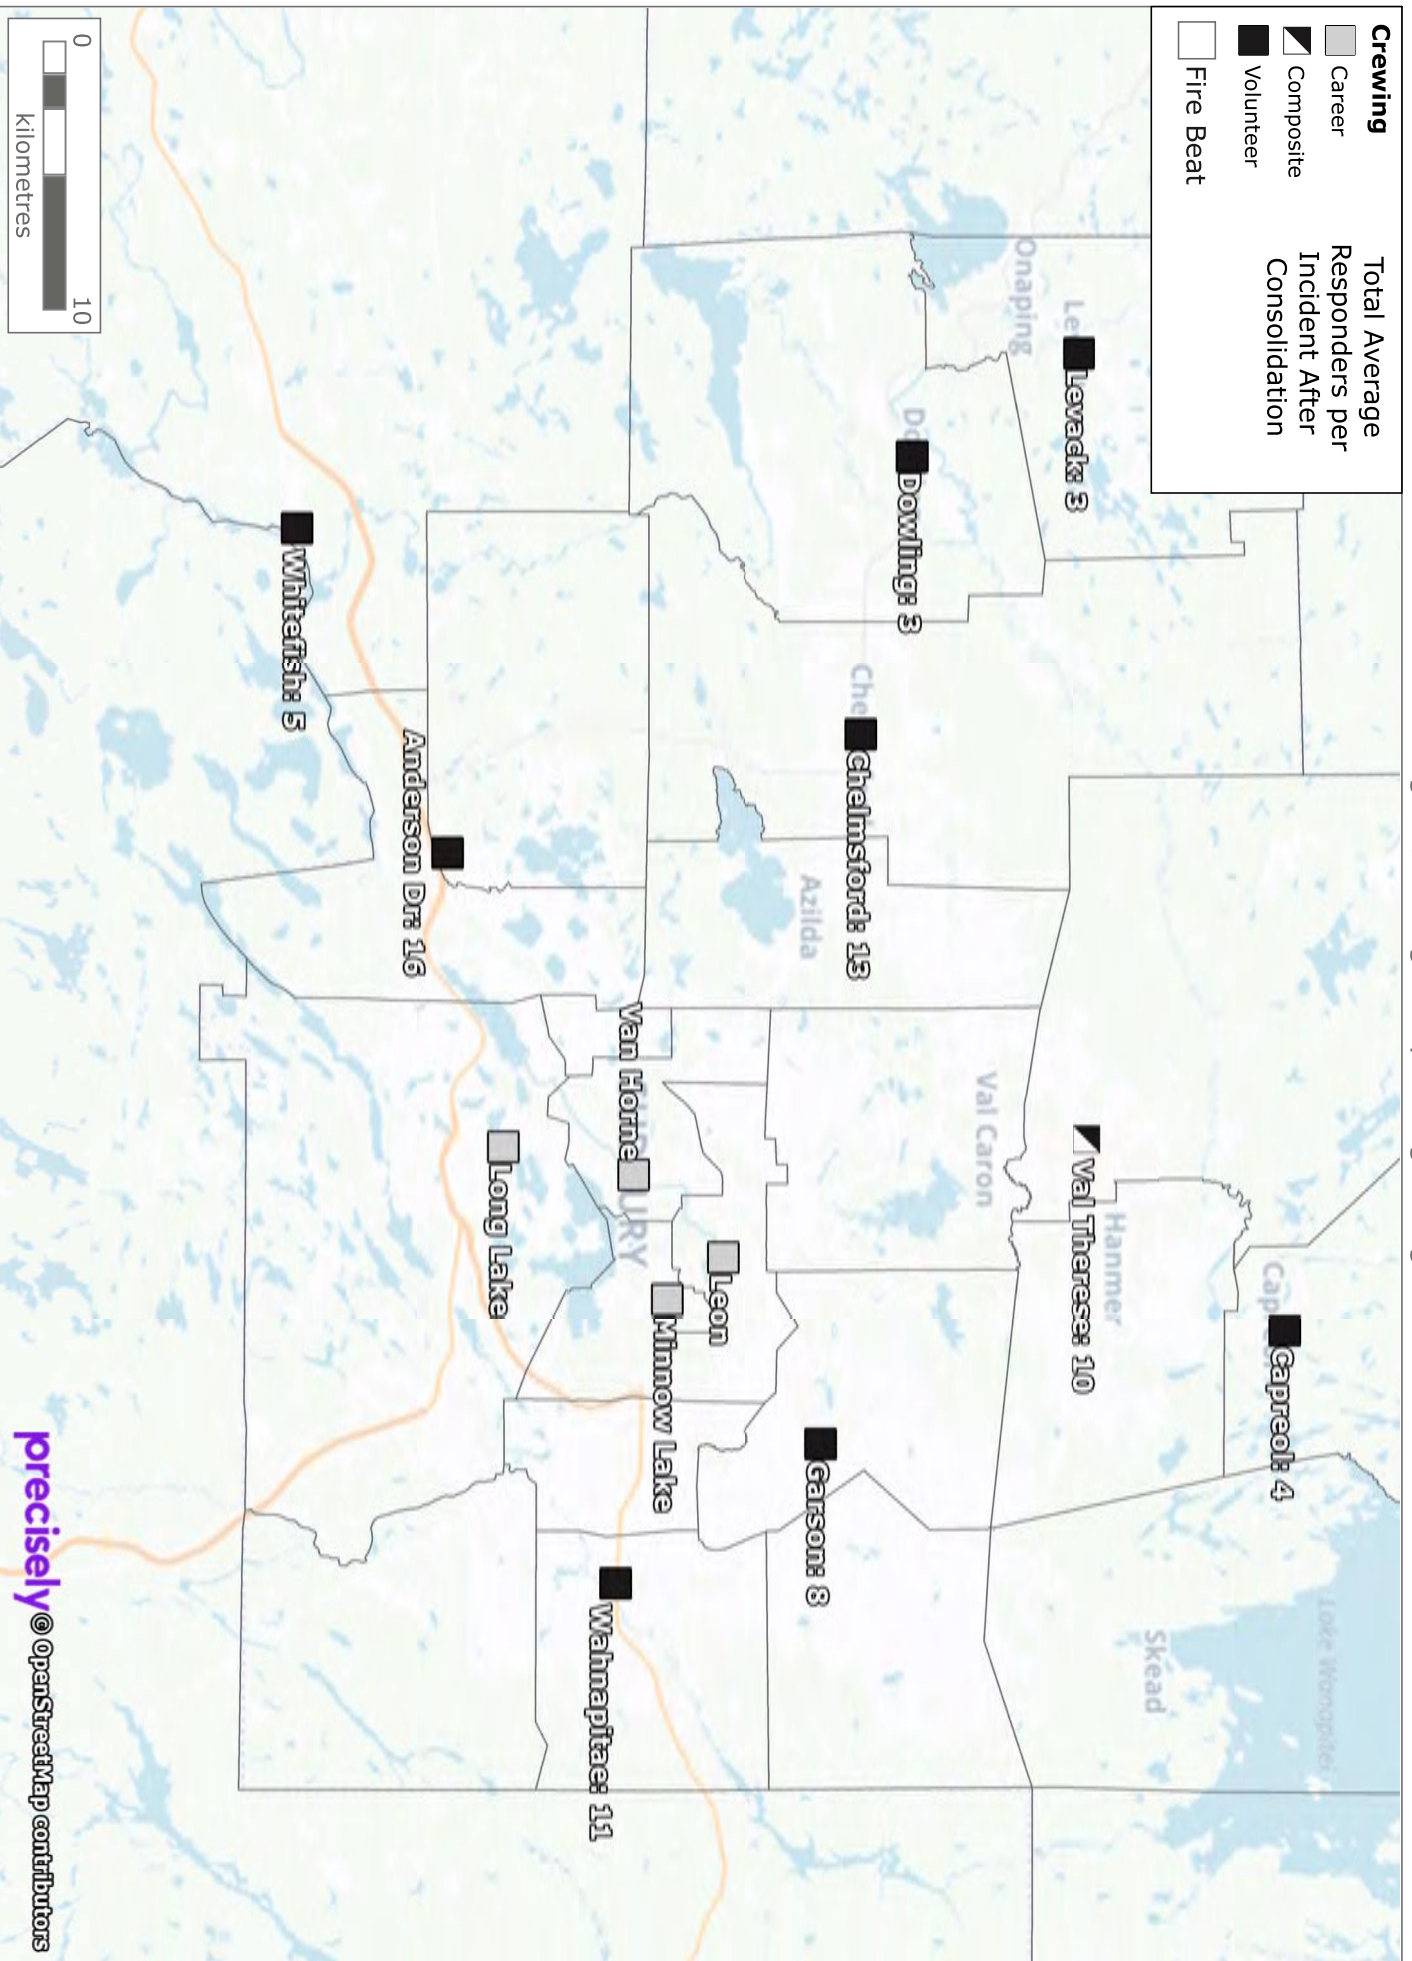 Crewing
Career
Composite
Volunteer
Fire Beat
Total Average
Responders per
Incident After
Consolidation
Onaping
Levack: 3
Dowling: 3
Chelmsford: 13
Azilda
Val Caron
Hanmer
Val Therese: 10
Capreol: 4
Skead
Lake Wanapitei
Garson: 8
Leon
Minnow Lake
Van Horne
Long Lake
Wahnapitae: 11
Anderson Dr: 16
Whitefish: 5
0 10
kilometres
precisely © OpenStreetMap contributors